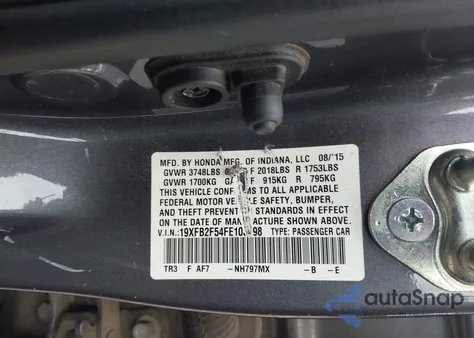 MFD. BY HONDA MFG. OF INDIANA, LLC 08/'15
GVWR 3748LBS F 2018LBS R 1753LBS
GVWR 1700KG F 915KG R 795KG
THIS VEHICLE TO ALL APPLICABLE
FEDERAL MOTOR VEHICLE SAFETY, BUMPER,
AND THEFT PREVENTION STANDARDS IN
EFFECT ON THE DATE OF MANUFACTURE SHOWN ABOVE.
V.I.N.: TYPE: PASSENGER CAR
TR3 F AF7 -NH797MX -B -E
autoSnap